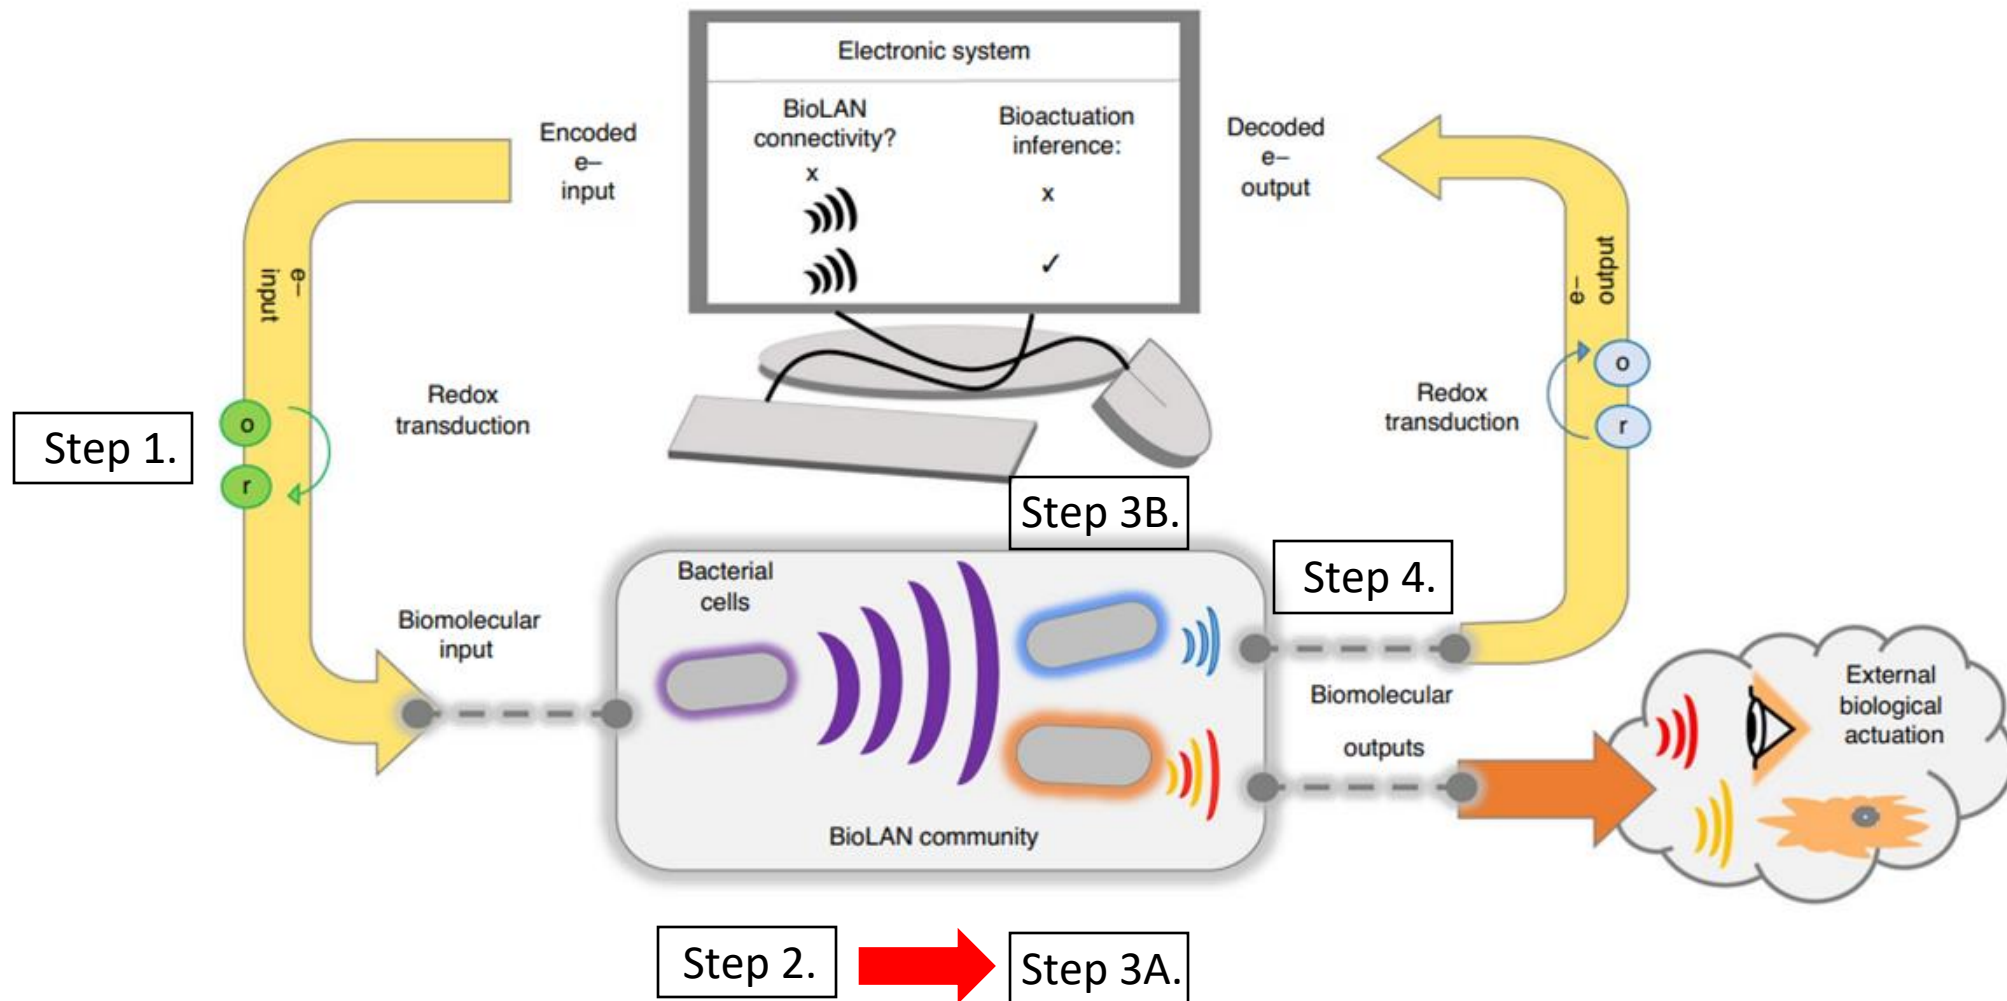 Electronic system
BioLAN
connectivity?
x
Bioactuation
inference:
x
✓
Encoded
e–
input
Decoded
e–
output
e–
input
e–
output
Step 1.
o
r
Redox
transduction
Redox
transduction
o
r
Step 3B.
Step 4.
Biomolecular
input
Bacterial
cells
BioLAN community
Biomolecular
outputs
External
biological
actuation
Step 2.
Step 3A.